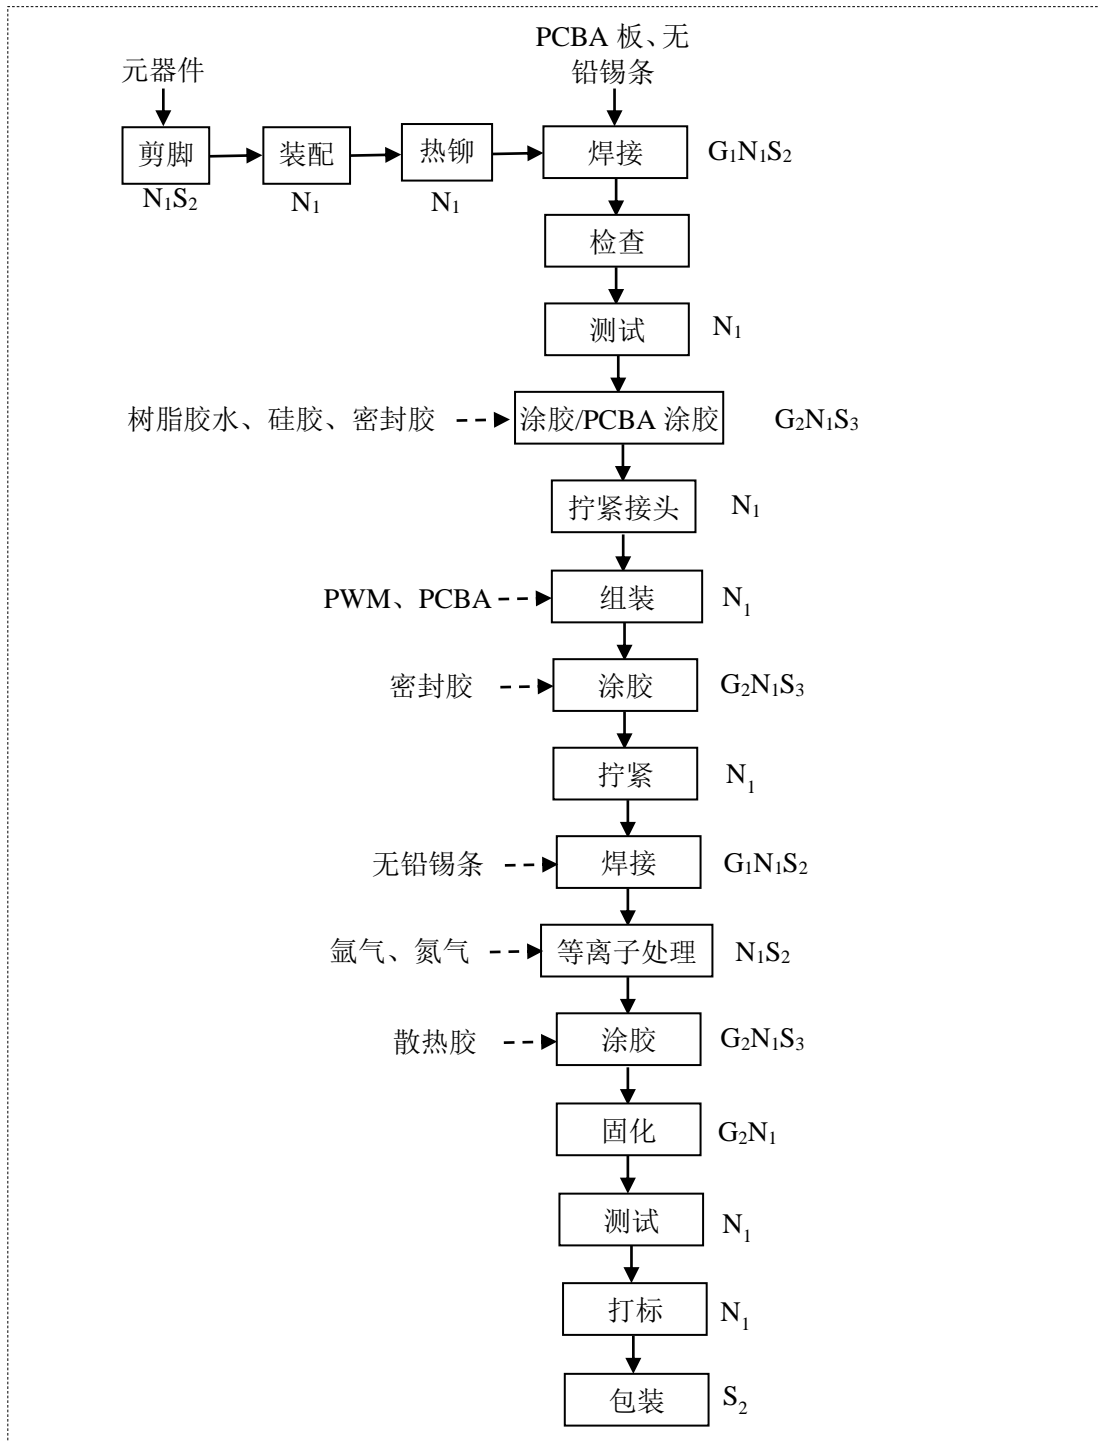 PCBA 板、无
铅锡条
元器件
剪脚
装配
热铆
焊接
G₁N₁S₂
N₁S₂
N₁
N₁
检查
测试
N₁
树脂胶水、硅胶、密封胶
涂胶/PCBA 涂胶
G₂N₁S₃
拧紧接头
N₁
PWM、PCBA
组装
N₁
密封胶
涂胶
G₂N₁S₃
拧紧
N₁
无铅锡条
焊接
G₁N₁S₂
氩气、氮气
等离子处理
N₁S₂
散热胶
涂胶
G₂N₁S₃
固化
G₂N₁
测试
N₁
打标
N₁
包装
S₂